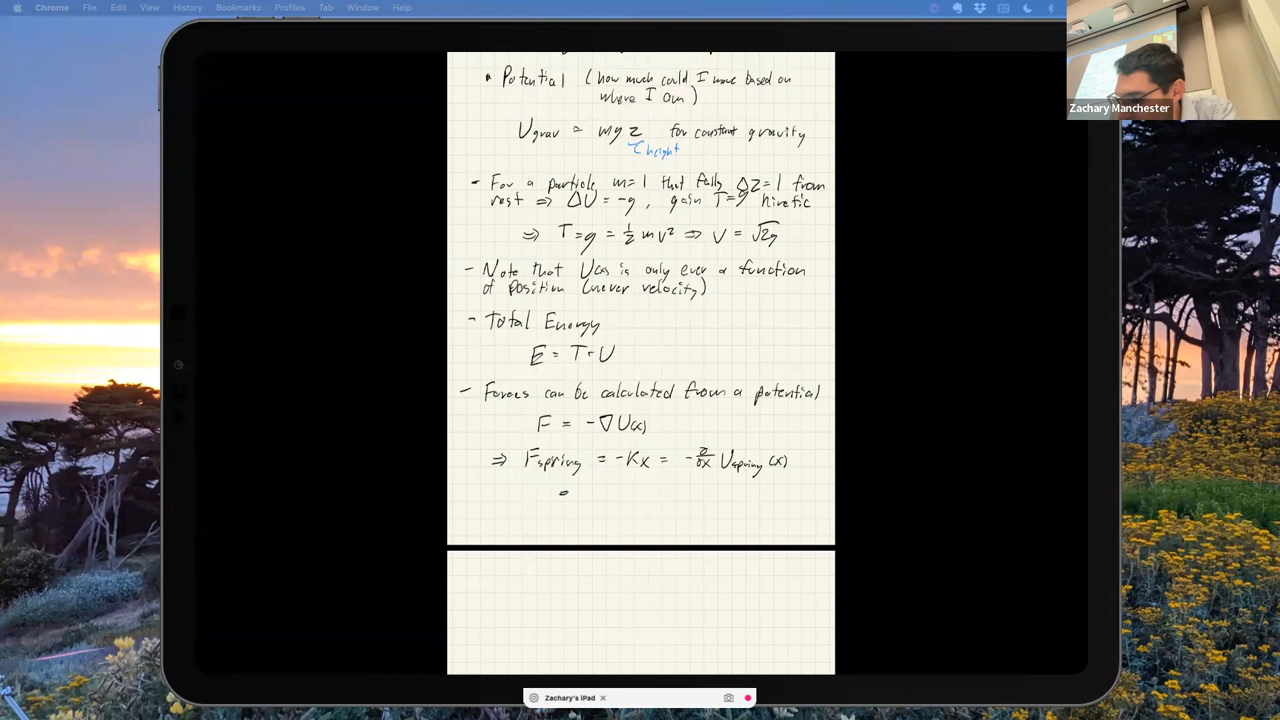 Chrome File Edit View History Bookmarks Profiles Tab Window Help
Zachary Manchester
• Potential (how much could I move based on
where I am)
Ugrav = mgz for constant gravity
height
- For a particle m=1 that falls Δz=1 from
rest ⇒ ΔU = -g, gain T=g kinetic
⇒ T=g = ½mv² ⇒ v = √2g
- Note that U(x) is only ever a function
of position (never velocity)
- Total Energy
E = T+U
- Forces can be calculated from a potential
F = -∇U(x)
⇒ Fspring = -Kx = -∂/∂x Uspring(x)
Zachary's iPad